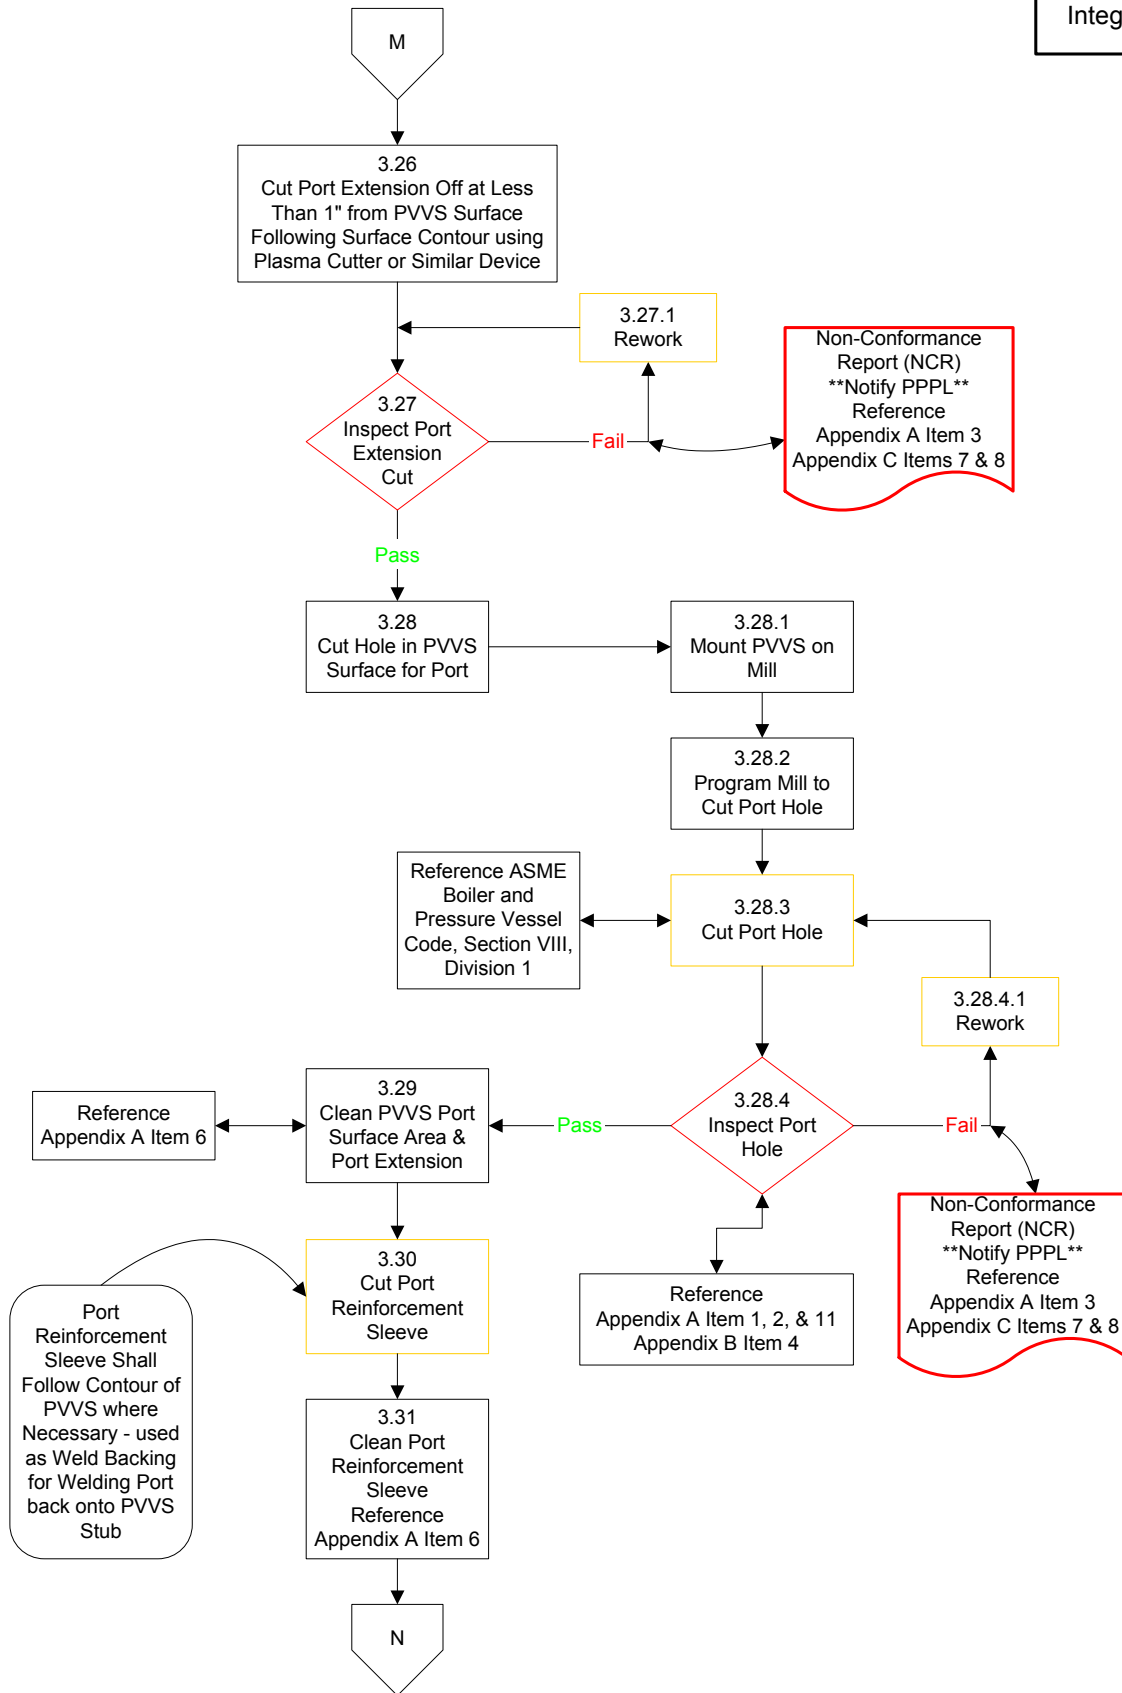 Integ
M
3.26
Cut Port Extension Off at Less
Than 1" from PVVS Surface
Following Surface Contour using
Plasma Cutter or Similar Device
3.27.1
Rework
Non-Conformance
Report (NCR)
**Notify PPPL**
Reference
Appendix A Item 3
Appendix C Items 7 & 8
3.27
Inspect Port
Extension
Cut
Fail
Pass
3.28
Cut Hole in PVVS
Surface for Port
3.28.1
Mount PVVS on
Mill
3.28.2
Program Mill to
Cut Port Hole
Reference ASME
Boiler and
Pressure Vessel
Code, Section VIII,
Division 1
3.28.3
Cut Port Hole
3.28.4.1
Rework
Reference
Appendix A Item 6
3.29
Clean PVVS Port
Surface Area &
Port Extension
Pass
3.28.4
Inspect Port
Hole
Fail
Non-Conformance
Report (NCR)
**Notify PPPL**
Reference
Appendix A Item 3
Appendix C Items 7 & 8
3.30
Cut Port
Reinforcement
Sleeve
Reference
Appendix A Item 1, 2, & 11
Appendix B Item 4
Port
Reinforcement
Sleeve Shall
Follow Contour of
PVVS where
Necessary - used
as Weld Backing
for Welding Port
back onto PVVS
Stub
3.31
Clean Port
Reinforcement
Sleeve
Reference
Appendix A Item 6
N